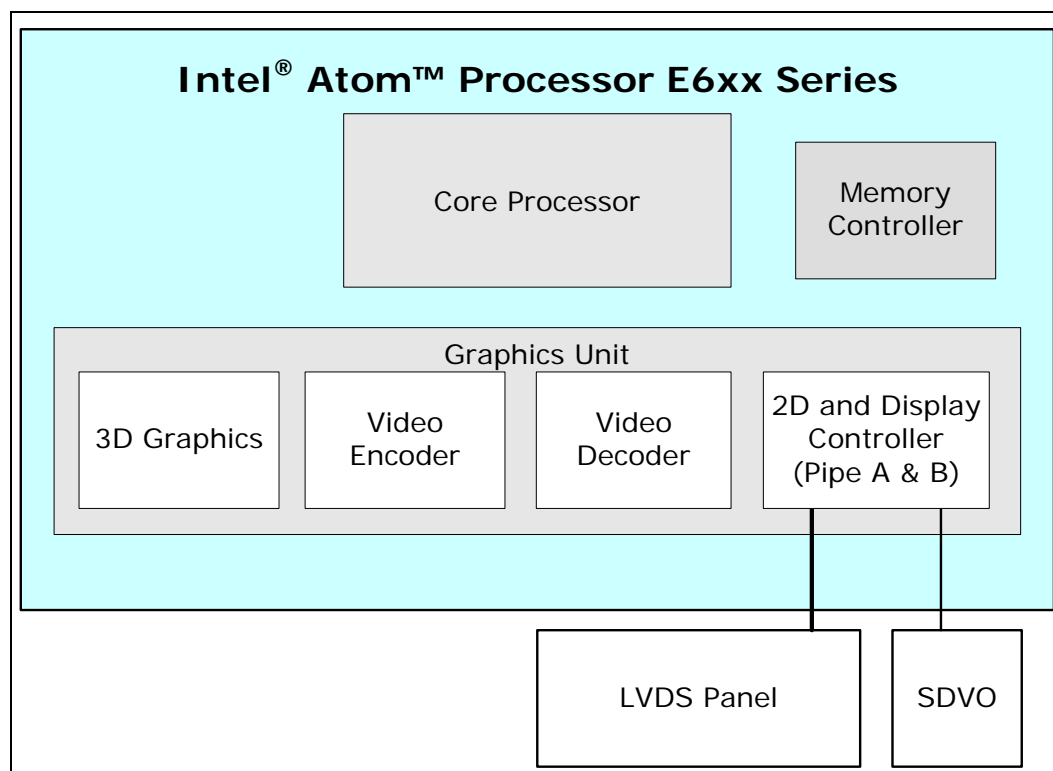 Intel® Atom™ Processor E6xx Series
Core Processor
Memory
Controller
Graphics Unit
3D Graphics
Video
Encoder
Video
Decoder
2D and Display
Controller
(Pipe A & B)
LVDS Panel
SDVO